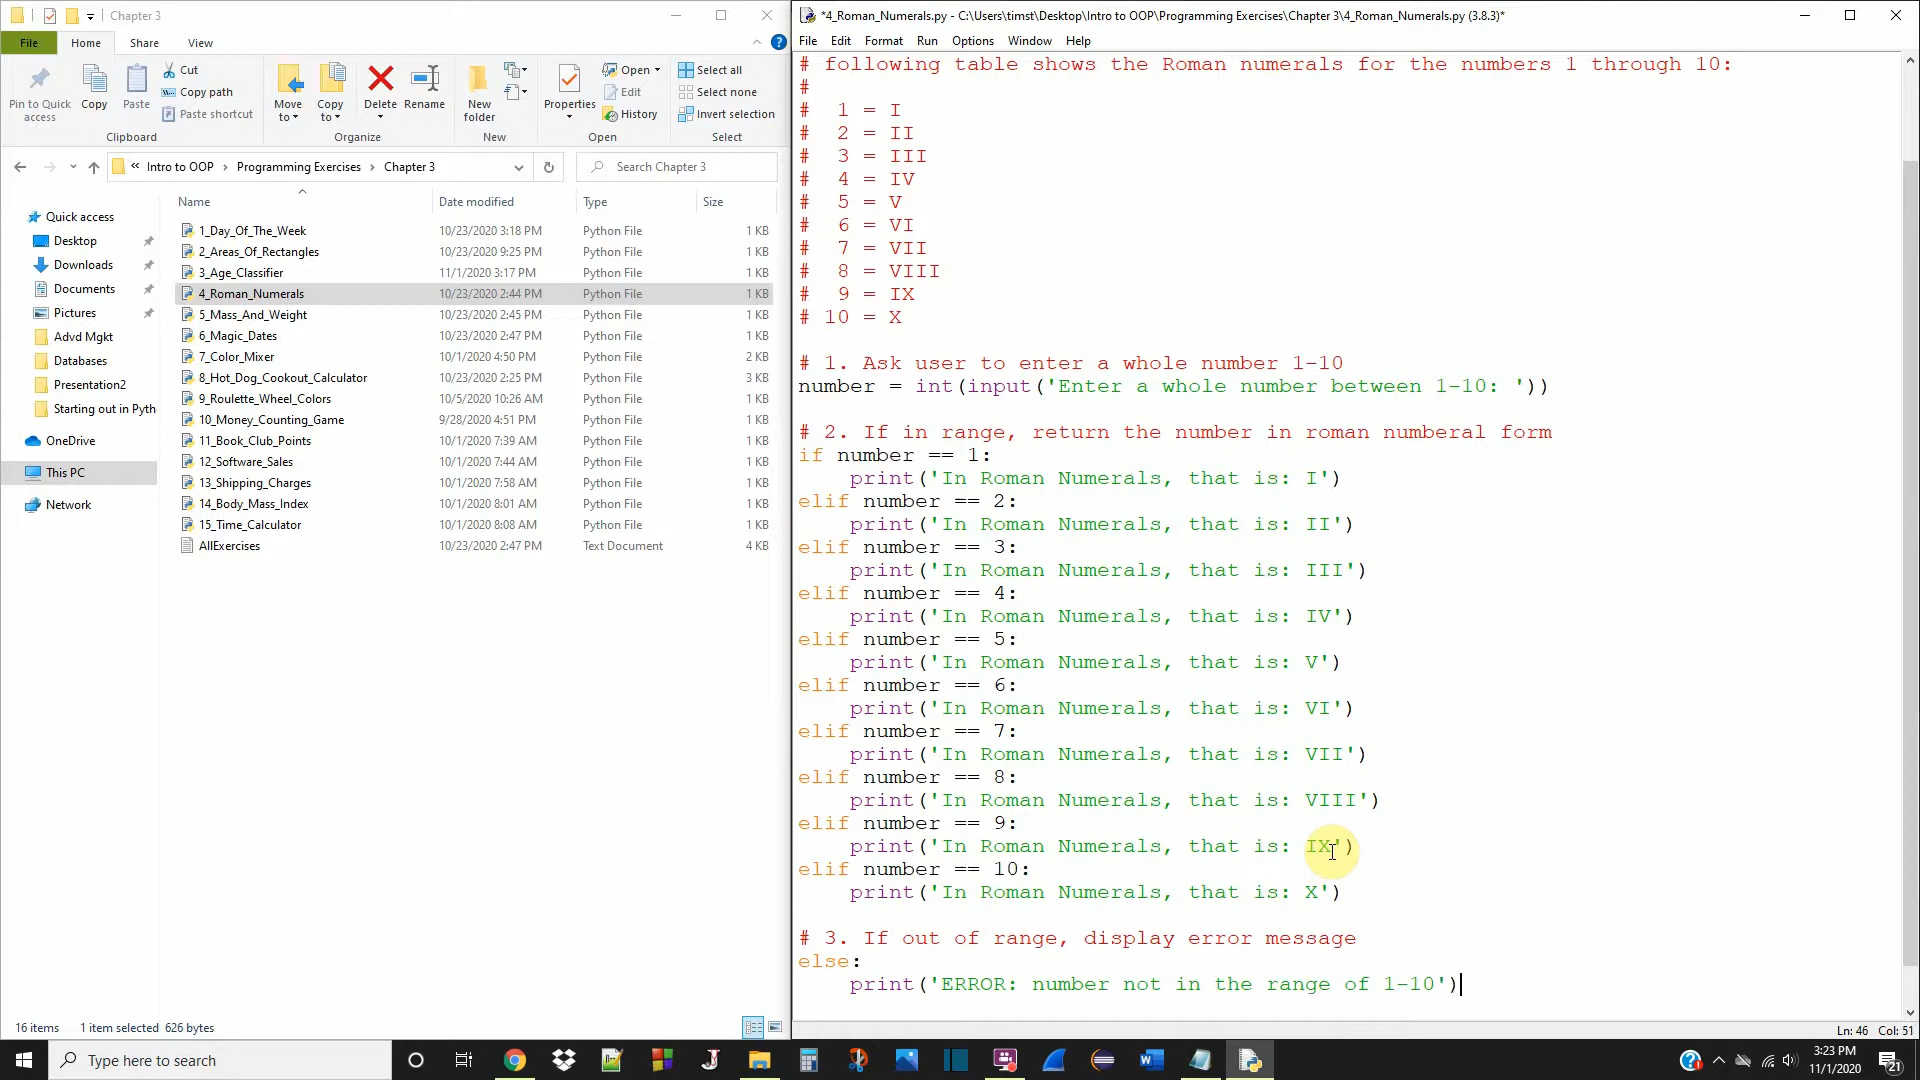 Chapter 3
File Home Share View
Pin to Quick access
Copy
Paste
Cut
Copy path
Paste shortcut
Clipboard
Move to
Copy to
Delete
Rename
Organize
New folder
New
Properties
Open
Edit
History
Open
Select all
Select none
Invert selection
Select
« Intro to OOP > Programming Exercises > Chapter 3
Search Chapter 3
Name Date modified Type Size
Quick access
Desktop
Downloads
Documents
Pictures
Advd Mgkt
Databases
Presentation2
Starting out in Pyth
OneDrive
This PC
Network
1_Day_Of_The_Week 10/23/2020 3:18 PM Python File 1 KB
2_Areas_Of_Rectangles 10/23/2020 9:25 PM Python File 1 KB
3_Age_Classifier 11/1/2020 3:17 PM Python File 1 KB
4_Roman_Numerals 10/23/2020 2:44 PM Python File 1 KB
5_Mass_And_Weight 10/23/2020 2:45 PM Python File 1 KB
6_Magic_Dates 10/23/2020 2:47 PM Python File 1 KB
7_Color_Mixer 10/1/2020 4:50 PM Python File 2 KB
8_Hot_Dog_Cookout_Calculator 10/23/2020 2:25 PM Python File 3 KB
9_Roulette_Wheel_Colors 10/5/2020 10:26 AM Python File 1 KB
10_Money_Counting_Game 9/28/2020 4:51 PM Python File 1 KB
11_Book_Club_Points 10/1/2020 7:39 AM Python File 1 KB
12_Software_Sales 10/1/2020 7:44 AM Python File 1 KB
13_Shipping_Charges 10/1/2020 7:58 AM Python File 1 KB
14_Body_Mass_Index 10/1/2020 8:01 AM Python File 1 KB
15_Time_Calculator 10/1/2020 8:08 AM Python File 1 KB
AllExercises 10/23/2020 2:47 PM Text Document 4 KB
16 items 1 item selected 626 bytes
*4_Roman_Numerals.py - C:\Users\timst\Desktop\Intro to OOP\Programming Exercises\Chapter 3\4_Roman_Numerals.py (3.8.3)*
File Edit Format Run Options Window Help
# following table shows the Roman numerals for the numbers 1 through 10:
#
#  1 = I
#  2 = II
#  3 = III
#  4 = IV
#  5 = V
#  6 = VI
#  7 = VII
#  8 = VIII
#  9 = IX
# 10 = X
# 1. Ask user to enter a whole number 1-10
number = int(input('Enter a whole number between 1-10: '))
# 2. If in range, return the number in roman numberal form
if number == 1:
    print('In Roman Numerals, that is: I')
elif number == 2:
    print('In Roman Numerals, that is: II')
elif number == 3:
    print('In Roman Numerals, that is: III')
elif number == 4:
    print('In Roman Numerals, that is: IV')
elif number == 5:
    print('In Roman Numerals, that is: V')
elif number == 6:
    print('In Roman Numerals, that is: VI')
elif number == 7:
    print('In Roman Numerals, that is: VII')
elif number == 8:
    print('In Roman Numerals, that is: VIII')
elif number == 9:
    print('In Roman Numerals, that is: IX')
elif number == 10:
    print('In Roman Numerals, that is: X')
# 3. If out of range, display error message
else:
    print('ERROR: number not in the range of 1-10')
Ln: 46 Col: 51
Type here to search
3:23 PM
11/1/2020
21